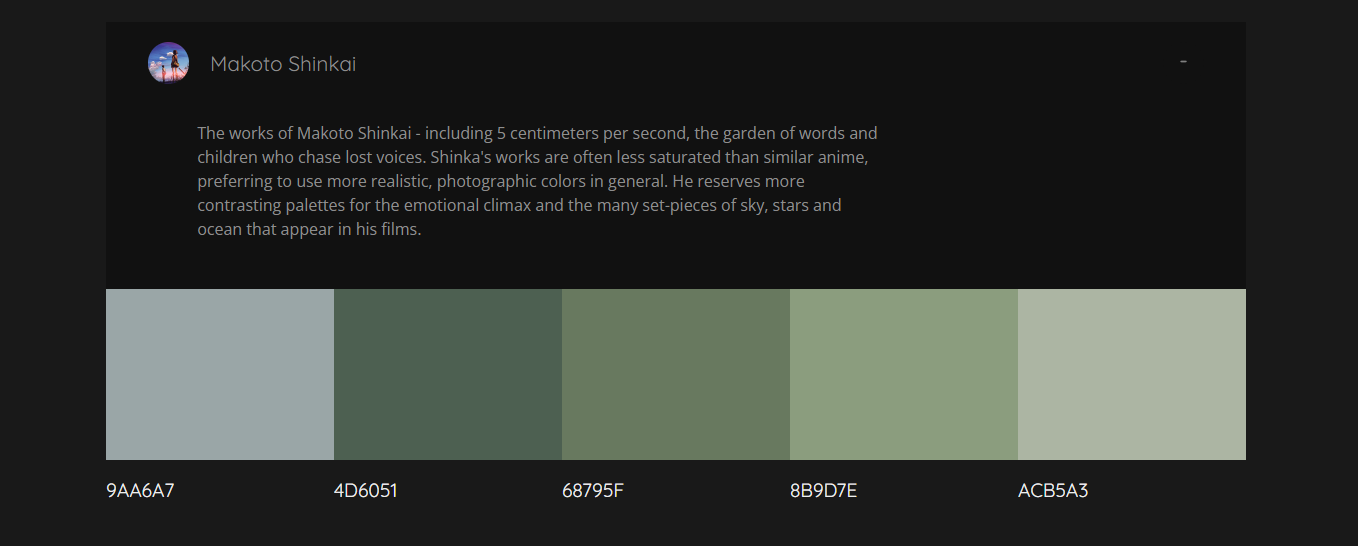 Makoto Shinkai
-
The works of Makoto Shinkai - including 5 centimeters per second, the garden of words and
children who chase lost voices. Shinka's works are often less saturated than similar anime,
preferring to use more realistic, photographic colors in general. He reserves more
contrasting palettes for the emotional climax and the many set-pieces of sky, stars and
ocean that appear in his films.
9AA6A7
4D6051
68795F
8B9D7E
ACB5A3